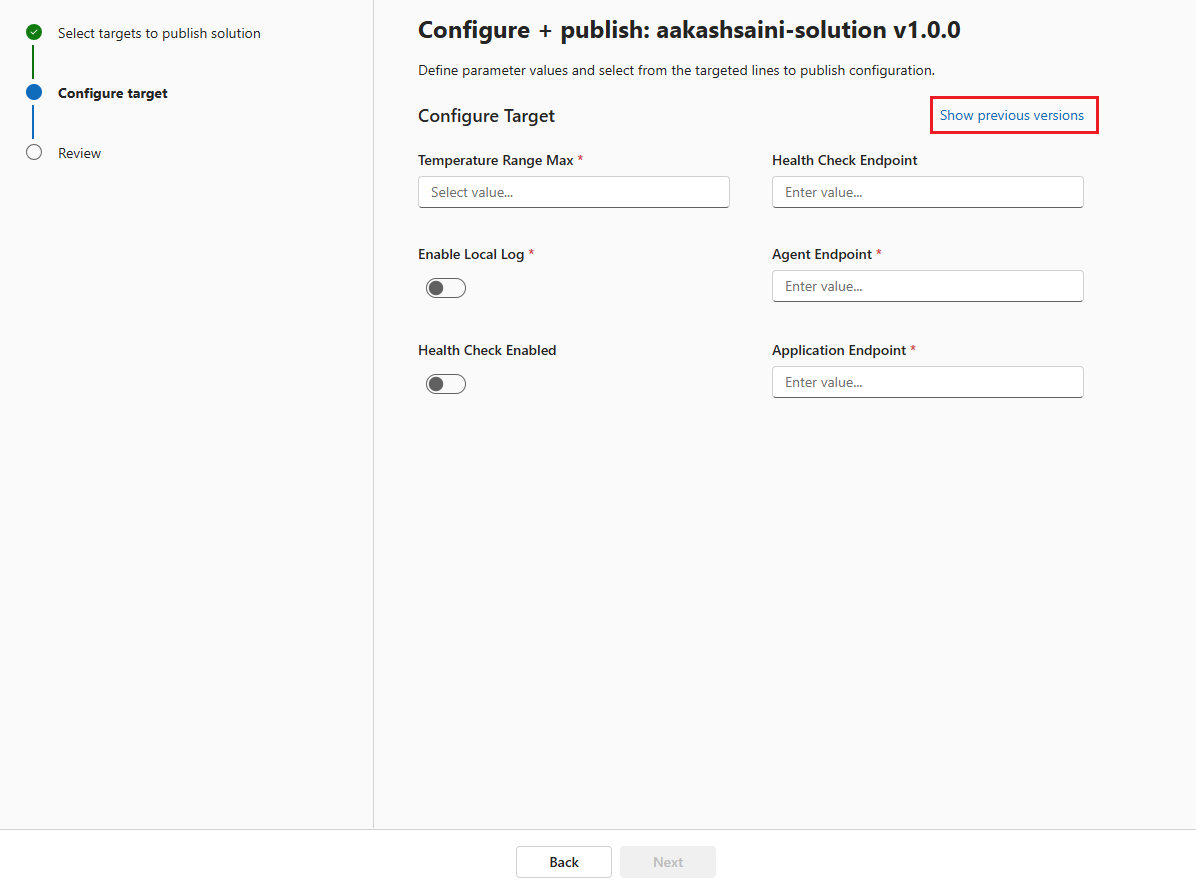 Select targets to publish solution
Configure target
Review
Configure + publish: aakashsaini-solution v1.0.0
Define parameter values and select from the targeted lines to publish configuration.
Configure Target
Show previous versions
Temperature Range Max *
Select value...
Health Check Endpoint
Enter value...
Enable Local Log *
Agent Endpoint *
Enter value...
Health Check Enabled
Application Endpoint *
Enter value...
Back
Next